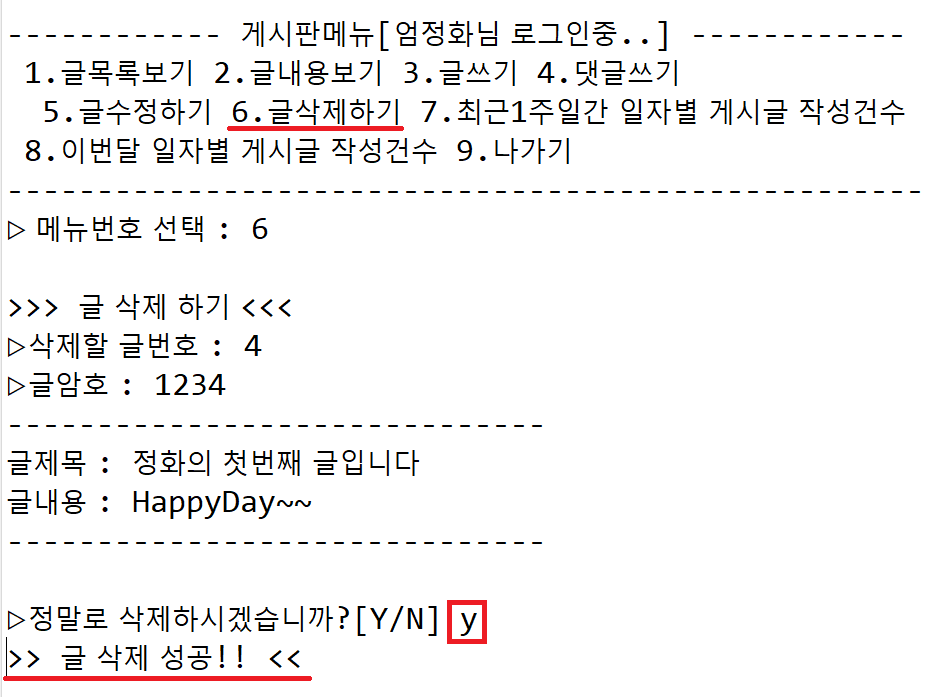 ------------ 게시판메뉴[엄정화님 로그인중..] ------------
1.글목록보기 2.글내용보기 3.글쓰기 4.댓글쓰기
5.글수정하기 6.글삭제하기 7.최근1주일간 일자별 게시글 작성건수
8.이번달 일자별 게시글 작성건수 9.나가기
---------------------------------------------------
▷ 메뉴번호 선택 : 6
>>> 글 삭제 하기 <<<
▷삭제할 글번호 : 4
▷글암호 : 1234
------------------------------
글제목 : 정화의 첫번째 글입니다
글내용 : HappyDay~~
------------------------------
▷정말로 삭제하시겠습니까?[Y/N] y
>> 글 삭제 성공!! <<